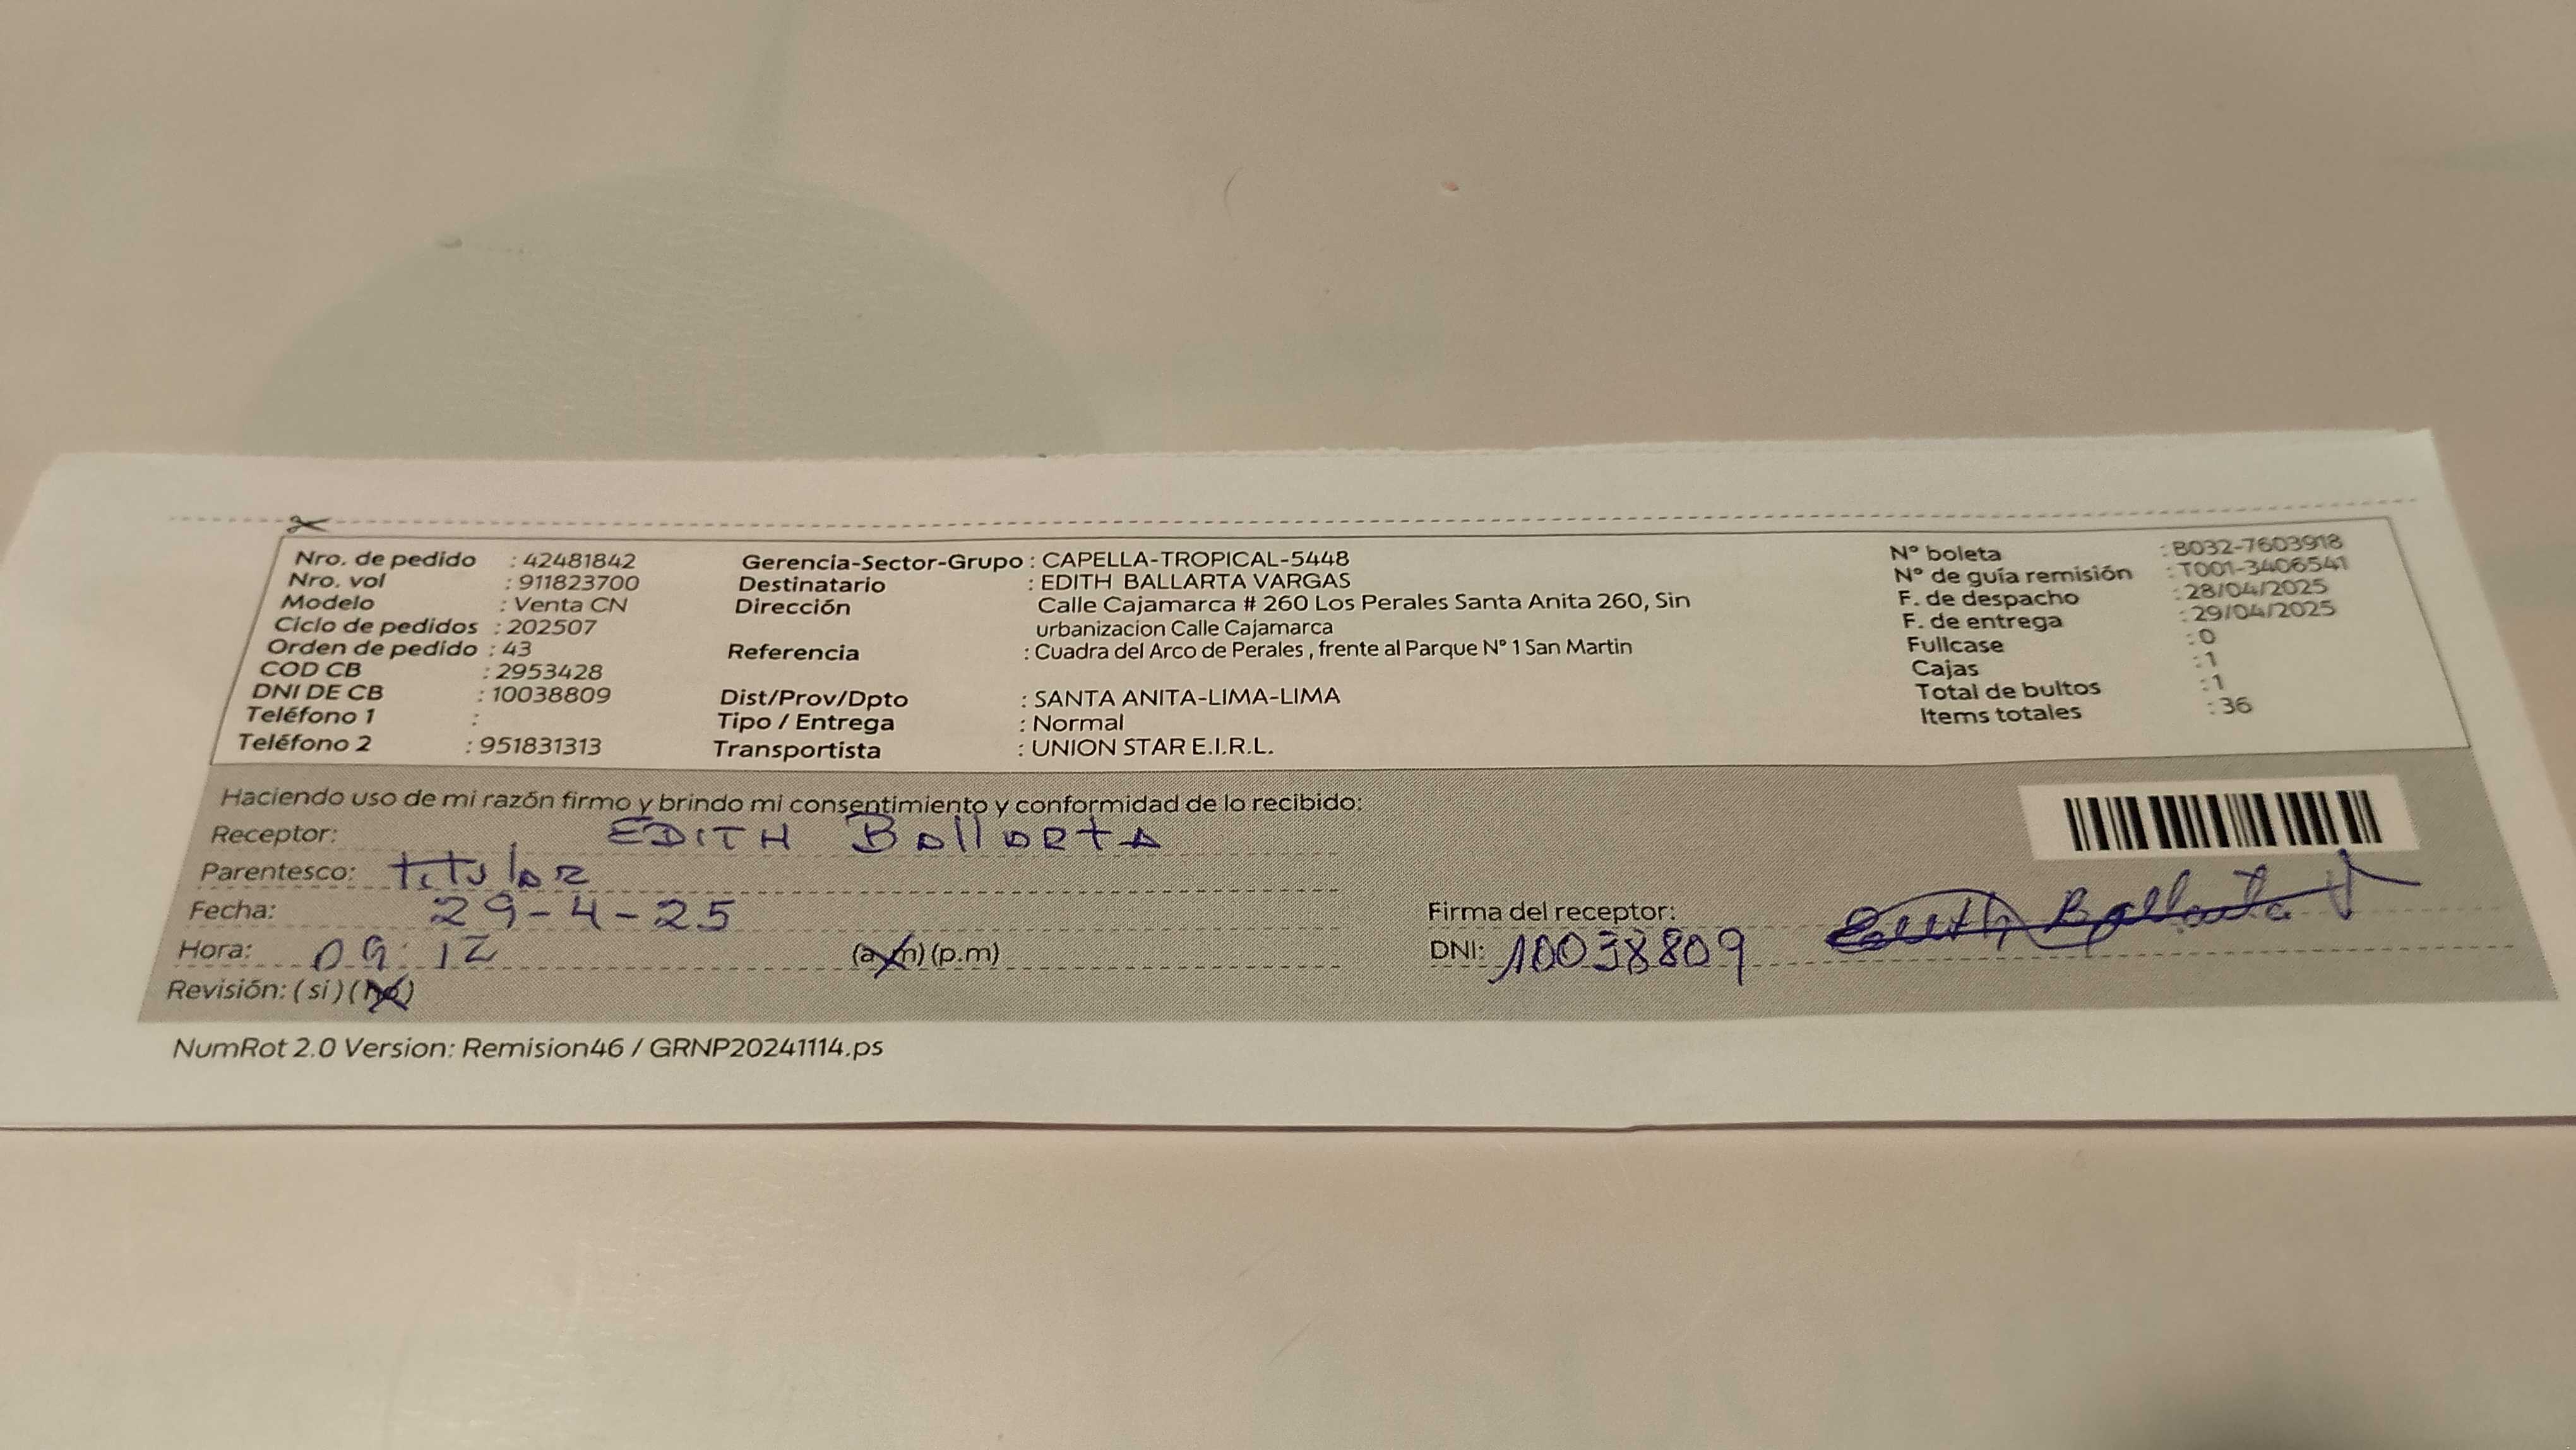 Nro. de pedido : 42481842
Nro. vol : 911823700
Modelo : Venta CN
Ciclo de pedidos : 202507
Orden de pedido : 43
COD CB : 2953428
DNI DE CB : 10038809
Teléfono 1 :
Teléfono 2 : 951831313
Gerencia-Sector-Grupo : CAPELLA-TROPICAL-5448
Destinatario : EDITH BALLARTA VARGAS
Dirección Calle Cajamarca # 260 Los Perales Santa Anita 260, Sin
urbanizacion Calle Cajamarca
Referencia : Cuadra del Arco de Perales , frente al Parque N° 1 San Martin
Dist/Prov/Dpto : SANTA ANITA-LIMA-LIMA
Tipo / Entrega : Normal
Transportista : UNION STAR E.I.R.L.
N° boleta : B032-7603918
N° de guía remisión : T001-3406541
F. de despacho : 28/04/2025
F. de entrega : 29/04/2025
Fullcase : 0
Cajas : 1
Total de bultos : 1
Items totales : 36
Haciendo uso de mi razón firmo y brindo mi consentimiento y conformidad de lo recibido:
Receptor: EDITH Ballarta
Parentesco: titular
Fecha: 29-4-25
Hora: 09:12 (a.m) (p.m)
Revisión: ( si ) ( no )
Firma del receptor: Edith Ballarta V
DNI: 10038809
NumRot 2.0 Version: Remision46 / GRNP20241114.ps